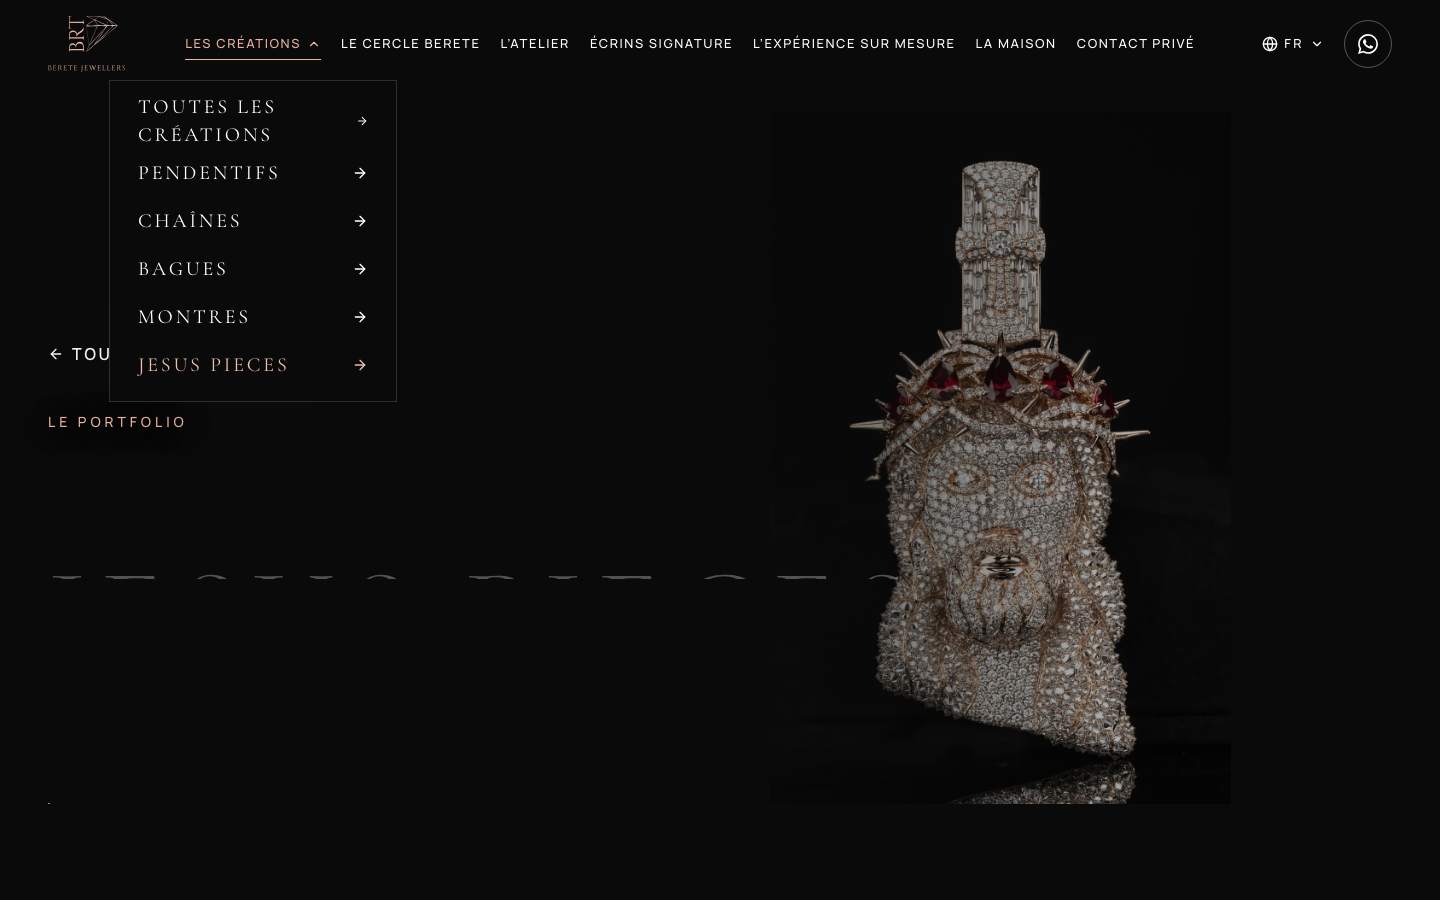 BRT
BERETE JEWELLERS
LES CRÉATIONS
LE CERCLE BERETE
L'ATELIER
ÉCRINS SIGNATURE
L'EXPÉRIENCE SUR MESURE
LA MAISON
CONTACT PRIVÉ
FR
TOUTES LES
CRÉATIONS
PENDENTIFS
CHAÎNES
BAGUES
MONTRES
JESUS PIECES
TOU
LE PORTFOLIO